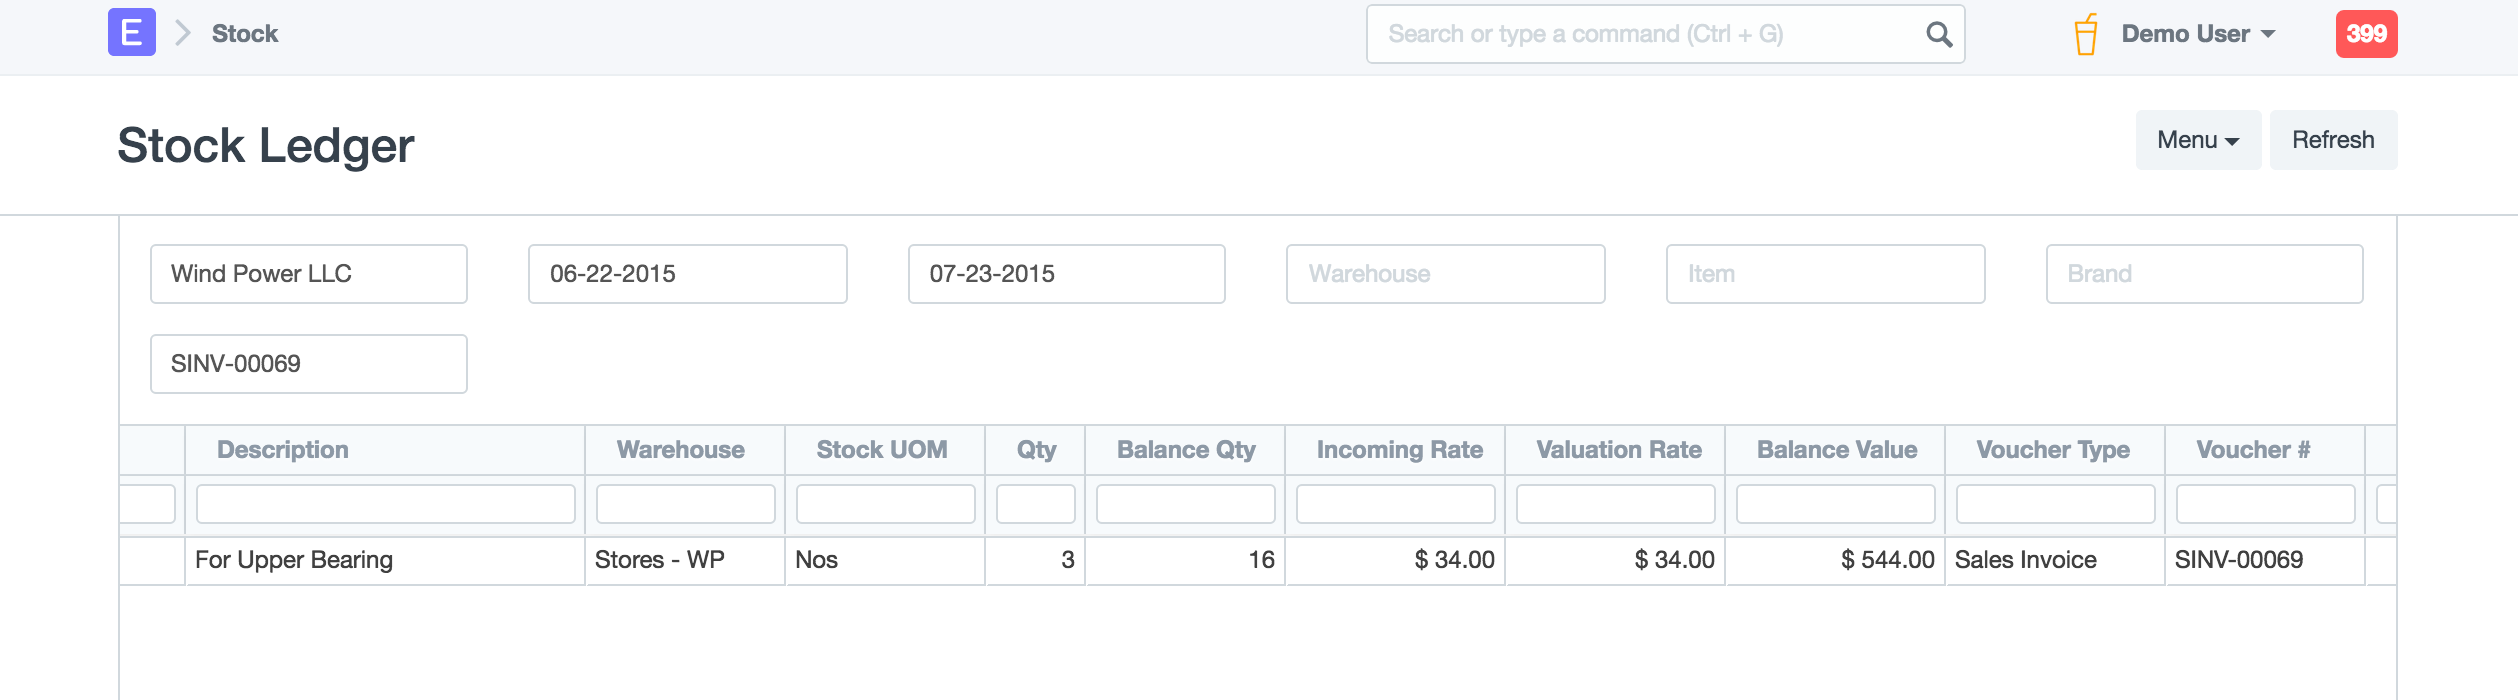 E Stock Search or type a command (Ctrl + G) Demo User 399
Stock Ledger Menu Refresh
Wind Power LLC 06-22-2015 07-23-2015 Warehouse Item Brand
SINV-00069
Description Warehouse Stock UOM Qty Balance Qty Incoming Rate Valuation Rate Balance Value Voucher Type Voucher #
For Upper Bearing Stores - WP Nos 3 16 $ 34.00 $ 34.00 $ 544.00 Sales Invoice SINV-00069